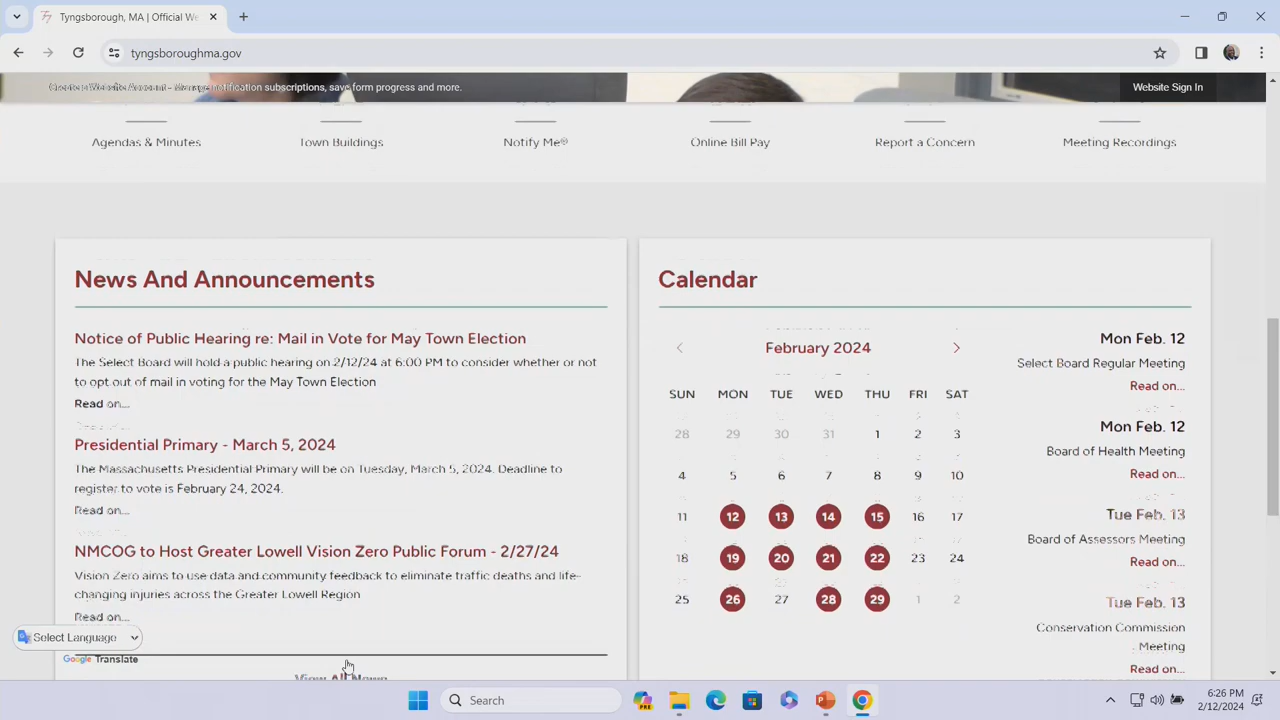 Tyngsborough, MA | Official We
tyngsboroughma.gov
Create a Website Account - Manage notification subscriptions, save form progress and more.
Website Sign In
Agendas & Minutes
Town Buildings
Notify Me®
Online Bill Pay
Report a Concern
Meeting Recordings
News And Announcements
Notice of Public Hearing re: Mail in Vote for May Town Election
The Select Board will hold a public hearing on 2/12/24 at 6:00 PM to consider whether or not
to opt out of mail in voting for the May Town Election
Read on...
Presidential Primary - March 5, 2024
The Massachusetts Presidential Primary will be on Tuesday, March 5, 2024. Deadline to
register to vote is February 24, 2024.
Read on...
NMCOG to Host Greater Lowell Vision Zero Public Forum - 2/27/24
Vision Zero aims to use data and community feedback to eliminate traffic deaths and life-
changing injuries across the Greater Lowell Region
Read on...
View All News
Calendar
February 2024
SUN MON TUE WED THU FRI SAT
28 29 30 31 1 2 3
4 5 6 7 8 9 10
11 12 13 14 15 16 17
18 19 20 21 22 23 24
25 26 27 28 29 1 2
Mon Feb. 12
Select Board Regular Meeting
Read on...
Mon Feb. 12
Board of Health Meeting
Read on...
Tue Feb. 13
Board of Assessors Meeting
Read on...
Tue Feb. 13
Conservation Commission
Meeting
Read on...
Select Language
Google Translate
Search
6:26 PM
2/12/2024